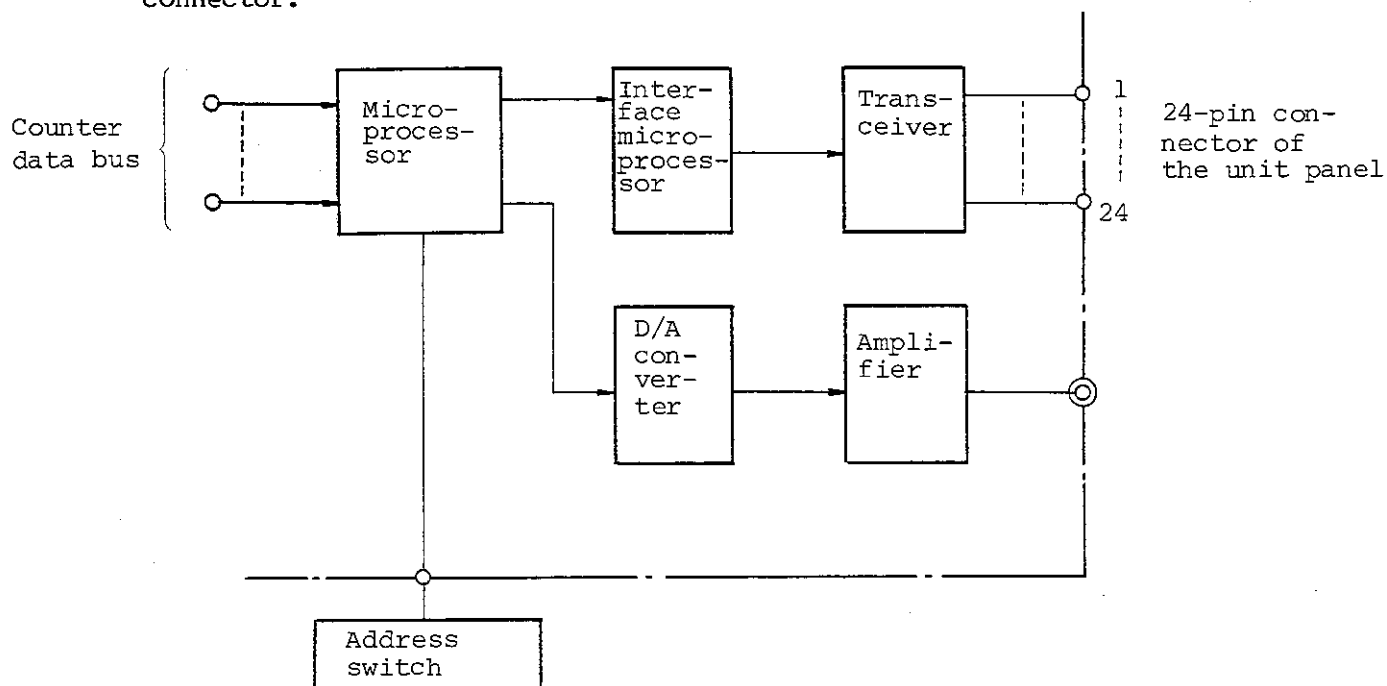 connector.
Counter
data bus
Micro-
proces-
sor
Inter-
face
micro-
proces-
sor
Trans-
ceiver
1
24
24-pin con-
nector of
the unit panel
D/A
con-
ver-
ter
Ampli-
fier
Address
switch